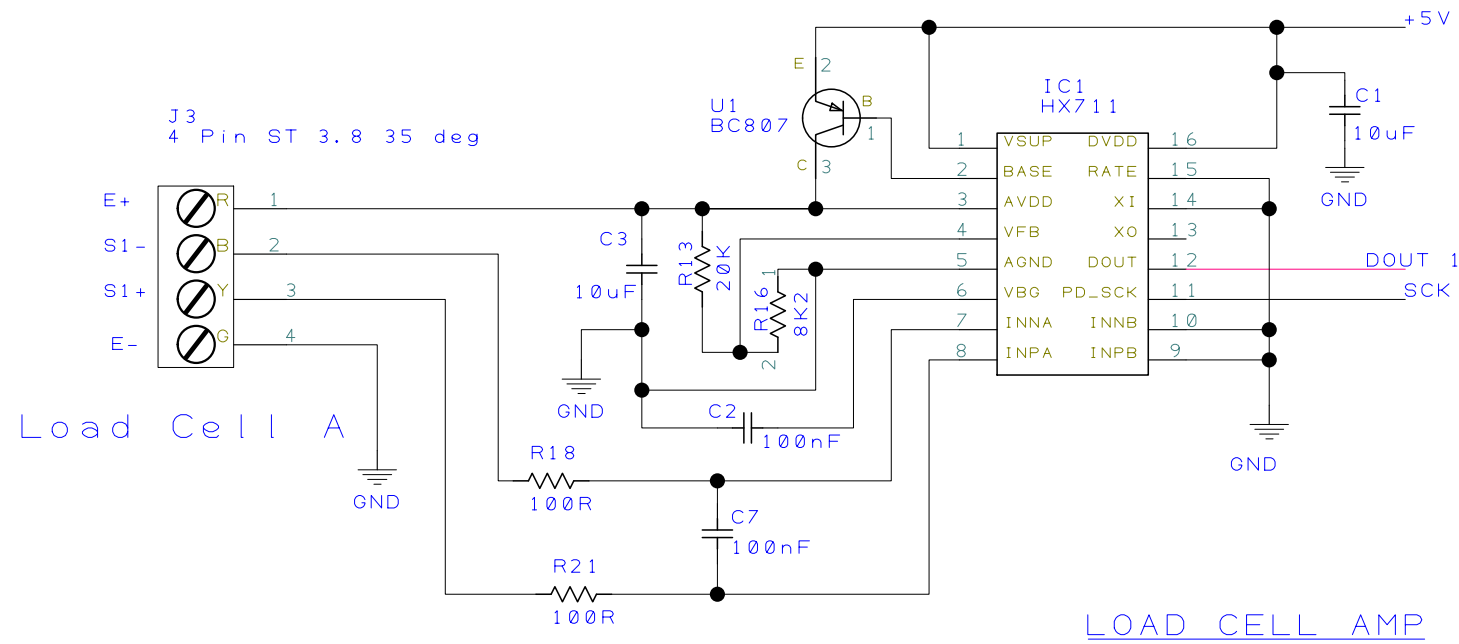 +5V
E 2
J3
4 Pin ST 3.8 35 deg
U1
BC807
B
1
IC1
HX711
C1
10uF
GND
C 3
1 VSUP DVDD 16
2 BASE RATE 15
3 AVDD XI 14
4 VFB XO 13
5 AGND DOUT 12
6 VBG PD_SCK 11
7 INNA INNB 10
8 INPA INPB 9
DOUT 1
SCK
E+ R 1
S1- B 2
S1+ Y 3
E- G 4
C3
10uF
R13
20K
1
R16
8K2
2
GND
Load Cell A
GND
C2
100nF
GND
R18
100R
C7
100nF
R21
100R
LOAD CELL AMP